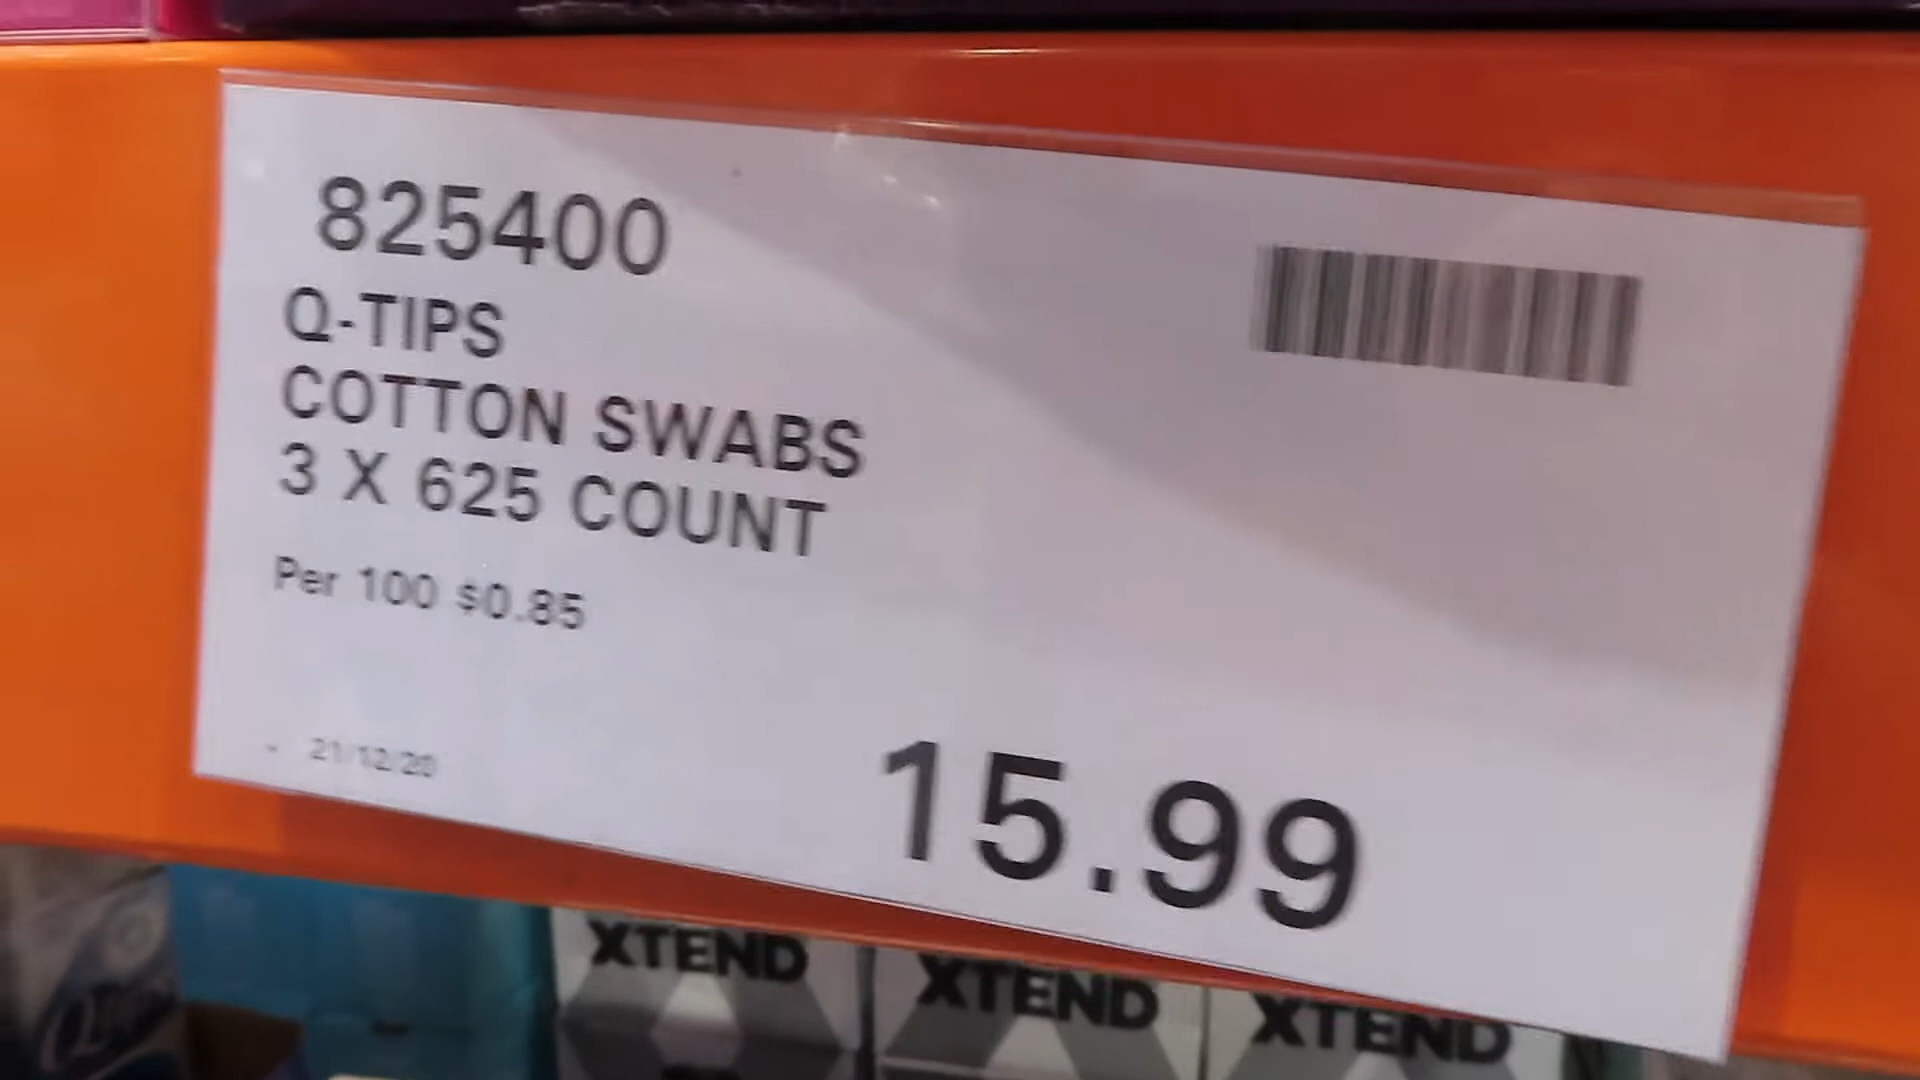 825400
Q-TIPS
COTTON SWABS
3 X 625 COUNT
Per 100 $0.85
21/12/20
15.99
XTEND
XTEND
XTEND
Q-tips